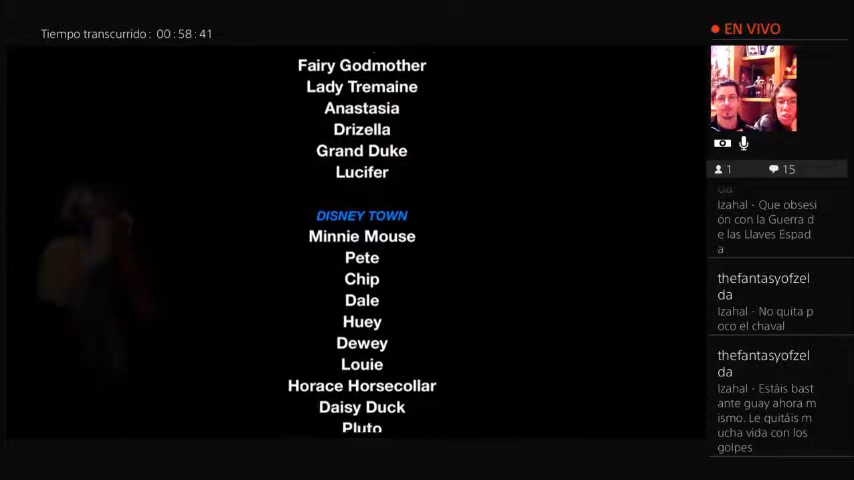 Tiempo transcurrido: 00:58:41
EN VIVO
Fairy Godmother
Lady Tremaine
Anastasia
Drizella
Grand Duke
Lucifer
DISNEY TOWN
Minnie Mouse
Pete
Chip
Dale
Huey
Dewey
Louie
Horace Horsecollar
Daisy Duck
Pluto
1
15
da
Izahal - Que obsesi
ón con la Guerra d
e las Llaves Espad
a
thefantasyofzel
da
Izahal - No quita p
oco el chaval
thefantasyofzel
da
Izahal - Estáis bast
ante guay ahora m
ismo. Le quitáis m
ucha vida con los
golpes